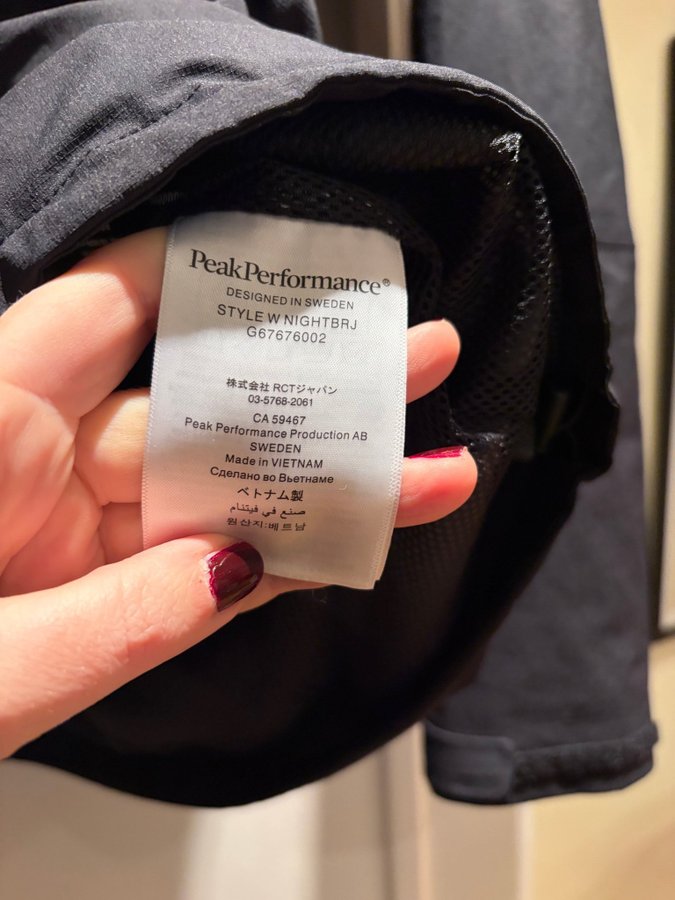 PeakPerformance®
DESIGNED IN SWEDEN
STYLE W NIGHTBRJ
G67676002
株式会社 RCTジャパン
03-5768-2061
CA 59467
Peak Performance Production AB
SWEDEN
Made in VIETNAM
Сделано во Вьетнаме
ベトナム製
صنع في فيتنام
원산지:베트남